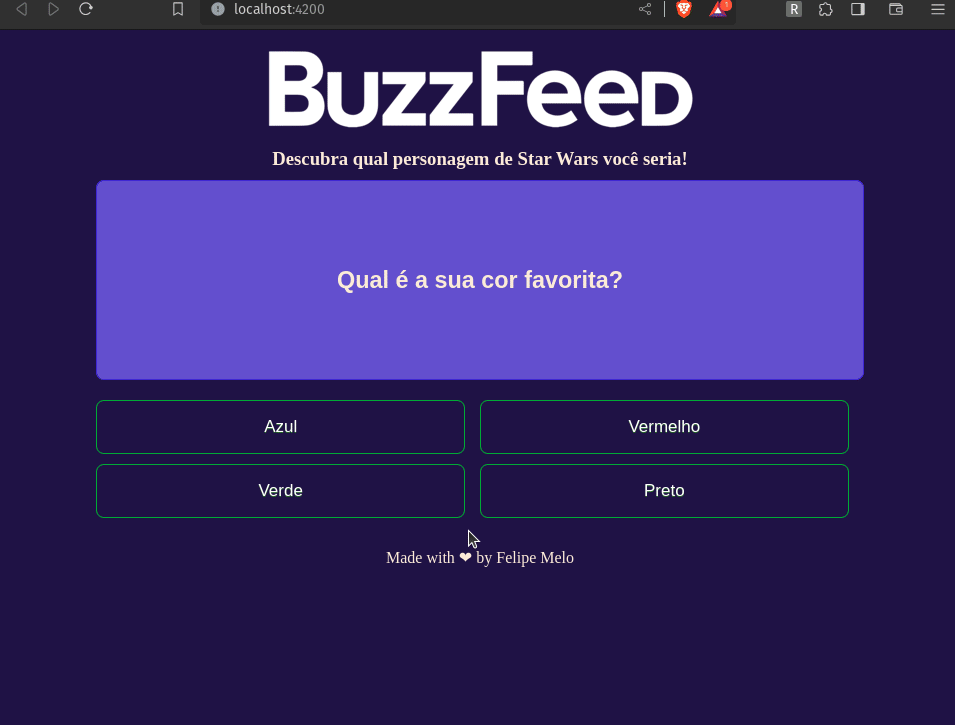 localhost:4200
1
R
BuzzFeed
Descubra qual personagem de Star Wars você seria!
Qual é a sua cor favorita?
Azul
Vermelho
Verde
Preto
Made with ❤ by Felipe Melo